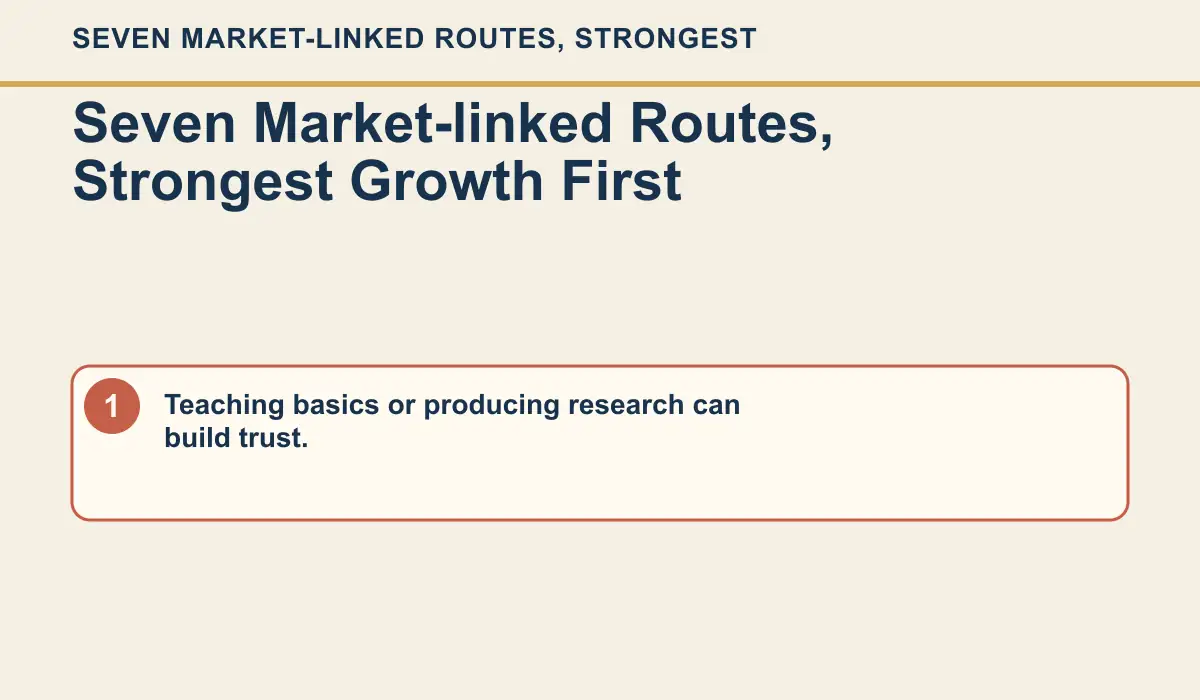 SEVEN MARKET-LINKED ROUTES, STRONGEST
Seven Market-linked Routes,
Strongest Growth First
1
Teaching basics or producing research can
build trust.